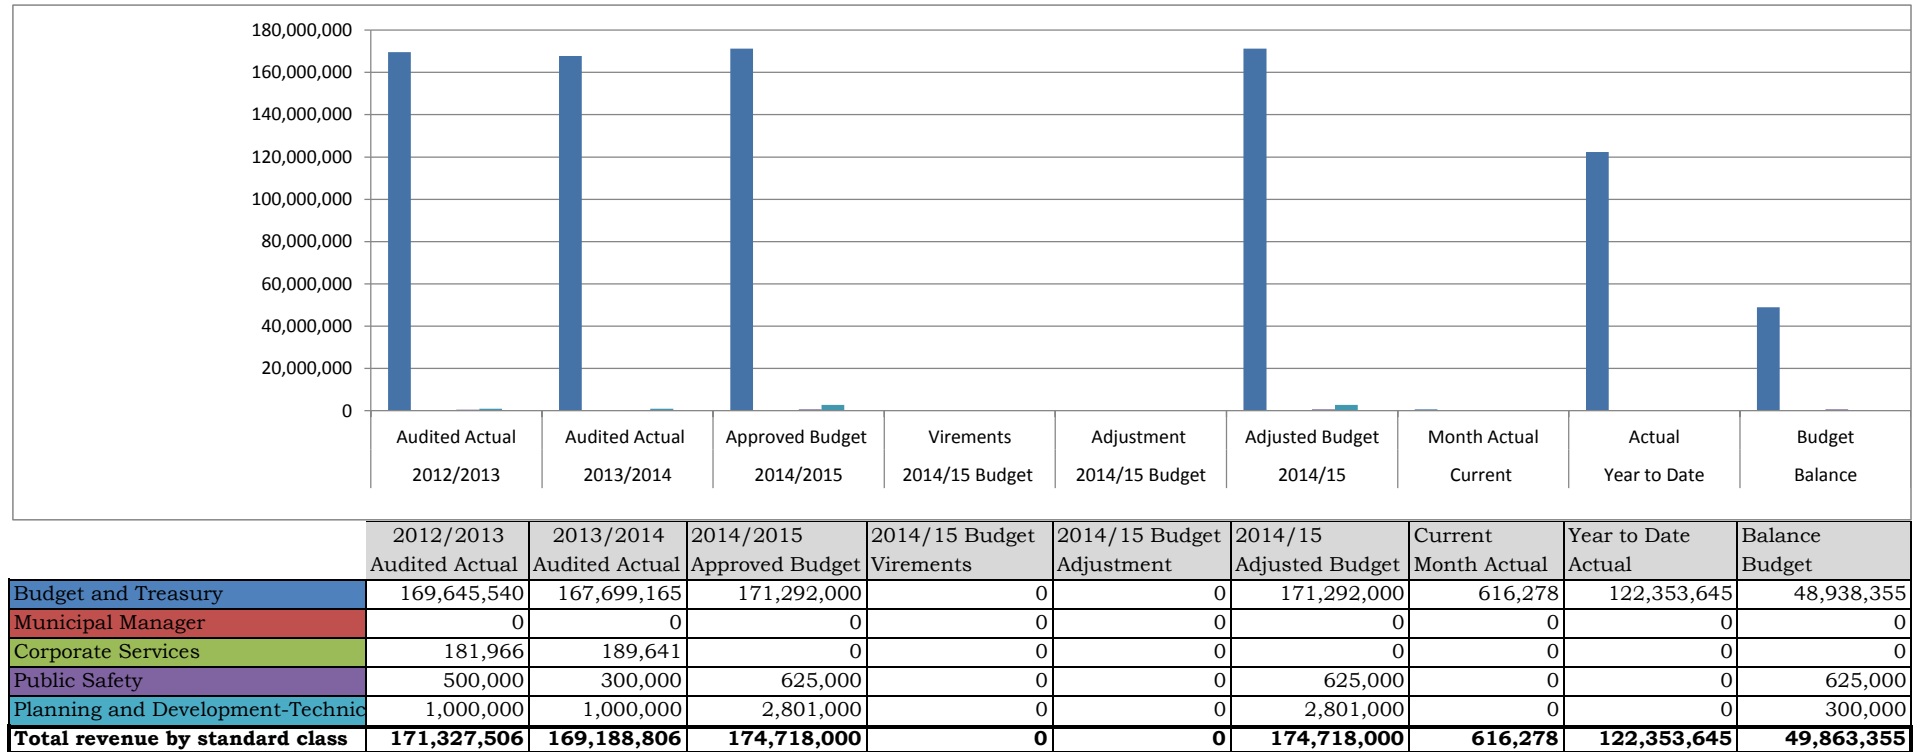 180,000,000
160,000,000
140,000,000
120,000,000
100,000,000
80,000,000
60,000,000
40,000,000
20,000,000
0
Audited Actual Audited Actual Approved Budget Virements Adjustment Adjusted Budget Month Actual Actual Budget
2012/2013 2013/2014 2014/2015 2014/15 Budget 2014/15 Budget 2014/15 Current Year to Date Balance
2012/2013 2013/2014 2014/2015 2014/15 Budget 2014/15 Budget 2014/15 Current Year to Date Balance
Audited Actual Audited Actual Approved Budget Virements Adjustment Adjusted Budget Month Actual Actual Budget
Budget and Treasury 169,645,540 167,699,165 171,292,000 0 0 171,292,000 616,278 122,353,645 48,938,355
Municipal Manager 0 0 0 0 0 0 0 0 0
Corporate Services 181,966 189,641 0 0 0 0 0 0 0
Public Safety 500,000 300,000 625,000 0 0 625,000 0 0 625,000
Planning and Development-Technic 1,000,000 1,000,000 2,801,000 0 0 2,801,000 0 0 300,000
Total revenue by standard class 171,327,506 169,188,806 174,718,000 0 0 174,718,000 616,278 122,353,645 49,863,355